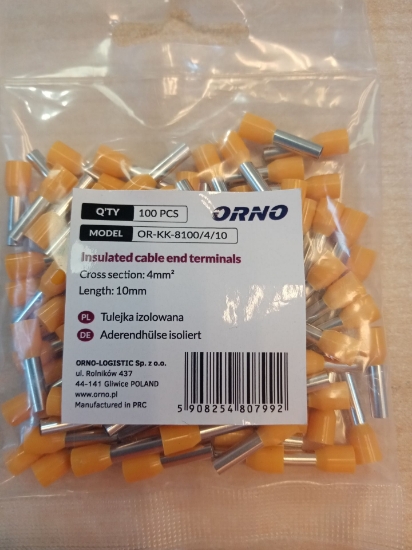 Q'TY 100 PCS ORNO
MODEL OR-KK-8100/4/10
Insulated cable end terminals
Cross section: 4mm²
Length: 10mm
PL Tulejka izolowana
DE Aderendhülse isoliert
ORNO-LOGISTIC Sp. z o.o.
ul. Rolników 437
44-141 Gliwice POLAND
www.orno.pl
Manufactured in PRC
5 908254 807992